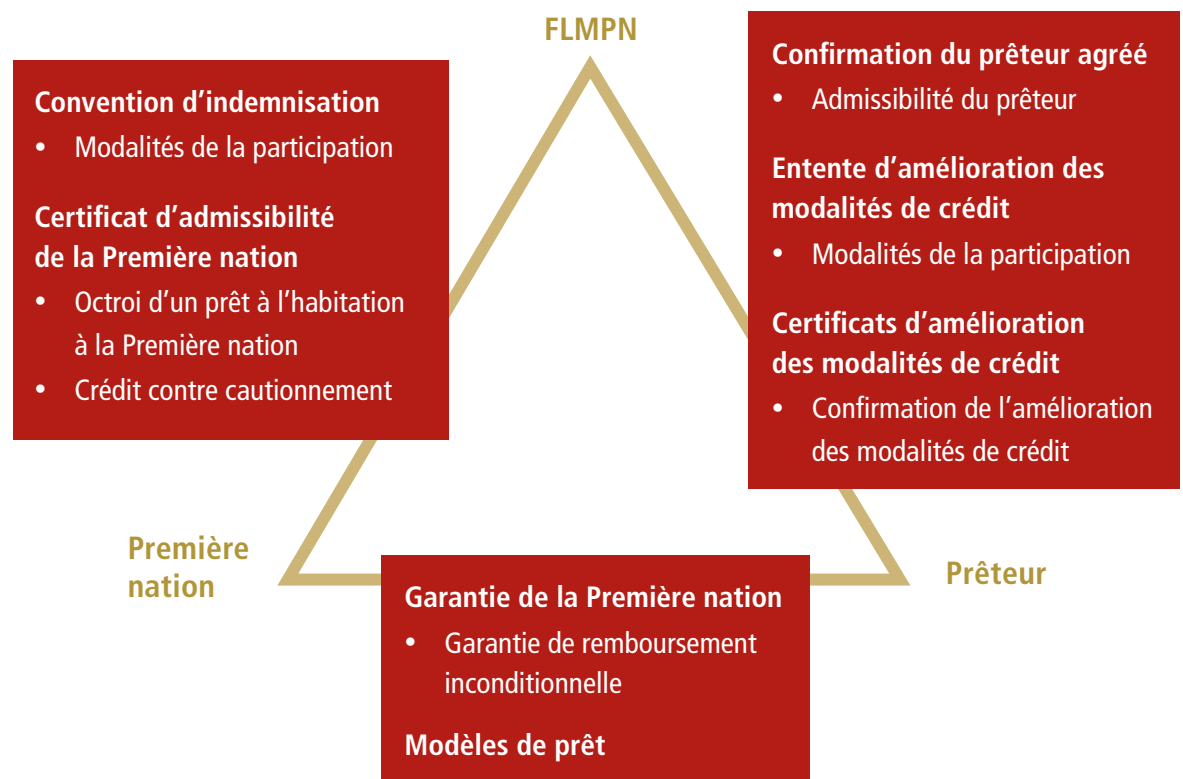 FLMPN
Convention d'indemnisation
• Modalités de la participation
Certificat d'admissibilité
de la Première nation
• Octroi d'un prêt à l'habitation
à la Première nation
• Crédit contre cautionnement
Confirmation du prêteur agréé
• Admissibilité du prêteur
Entente d'amélioration des
modalités de crédit
• Modalités de la participation
Certificats d'amélioration
des modalités de crédit
• Confirmation de l'amélioration
des modalités de crédit
Première
nation
Prêteur
Garantie de la Première nation
• Garantie de remboursement
inconditionnelle
Modèles de prêt